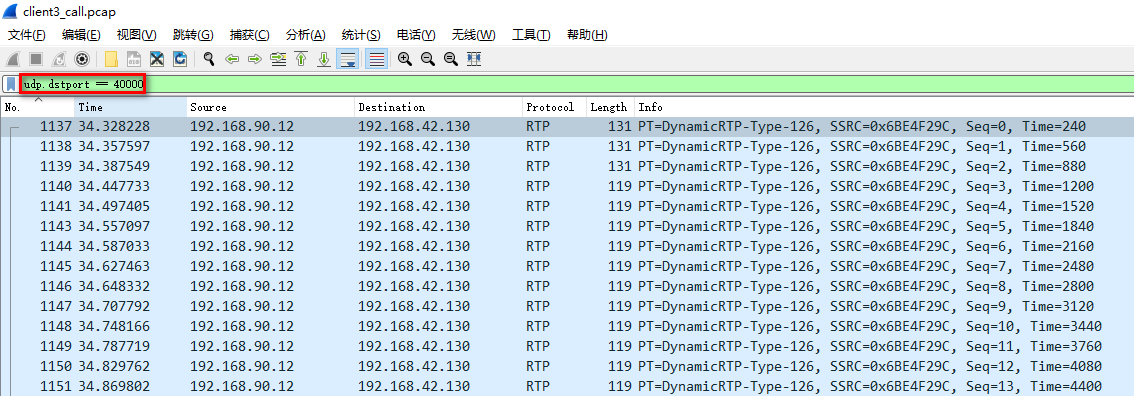 client3_call.pcap
文件(F) 编辑(E) 视图(V) 跳转(G) 捕获(C) 分析(A) 统计(S) 电话(Y) 无线(W) 工具(T) 帮助(H)
udp.dstport == 40000
No. Time Source Destination Protocol Length Info
1137 34.328228 192.168.90.12 192.168.42.130 RTP 131 PT=DynamicRTP-Type-126, SSRC=0x6BE4F29C, Seq=0, Time=240
1138 34.357597 192.168.90.12 192.168.42.130 RTP 131 PT=DynamicRTP-Type-126, SSRC=0x6BE4F29C, Seq=1, Time=560
1139 34.387549 192.168.90.12 192.168.42.130 RTP 131 PT=DynamicRTP-Type-126, SSRC=0x6BE4F29C, Seq=2, Time=880
1140 34.447733 192.168.90.12 192.168.42.130 RTP 119 PT=DynamicRTP-Type-126, SSRC=0x6BE4F29C, Seq=3, Time=1200
1141 34.497405 192.168.90.12 192.168.42.130 RTP 119 PT=DynamicRTP-Type-126, SSRC=0x6BE4F29C, Seq=4, Time=1520
1143 34.557097 192.168.90.12 192.168.42.130 RTP 119 PT=DynamicRTP-Type-126, SSRC=0x6BE4F29C, Seq=5, Time=1840
1144 34.587033 192.168.90.12 192.168.42.130 RTP 119 PT=DynamicRTP-Type-126, SSRC=0x6BE4F29C, Seq=6, Time=2160
1145 34.627463 192.168.90.12 192.168.42.130 RTP 119 PT=DynamicRTP-Type-126, SSRC=0x6BE4F29C, Seq=7, Time=2480
1146 34.648332 192.168.90.12 192.168.42.130 RTP 119 PT=DynamicRTP-Type-126, SSRC=0x6BE4F29C, Seq=8, Time=2800
1147 34.707792 192.168.90.12 192.168.42.130 RTP 119 PT=DynamicRTP-Type-126, SSRC=0x6BE4F29C, Seq=9, Time=3120
1148 34.748166 192.168.90.12 192.168.42.130 RTP 119 PT=DynamicRTP-Type-126, SSRC=0x6BE4F29C, Seq=10, Time=3440
1149 34.787719 192.168.90.12 192.168.42.130 RTP 119 PT=DynamicRTP-Type-126, SSRC=0x6BE4F29C, Seq=11, Time=3760
1150 34.829762 192.168.90.12 192.168.42.130 RTP 119 PT=DynamicRTP-Type-126, SSRC=0x6BE4F29C, Seq=12, Time=4080
1151 34.869802 192.168.90.12 192.168.42.130 RTP 119 PT=DynamicRTP-Type-126, SSRC=0x6BE4F29C, Seq=13, Time=4400